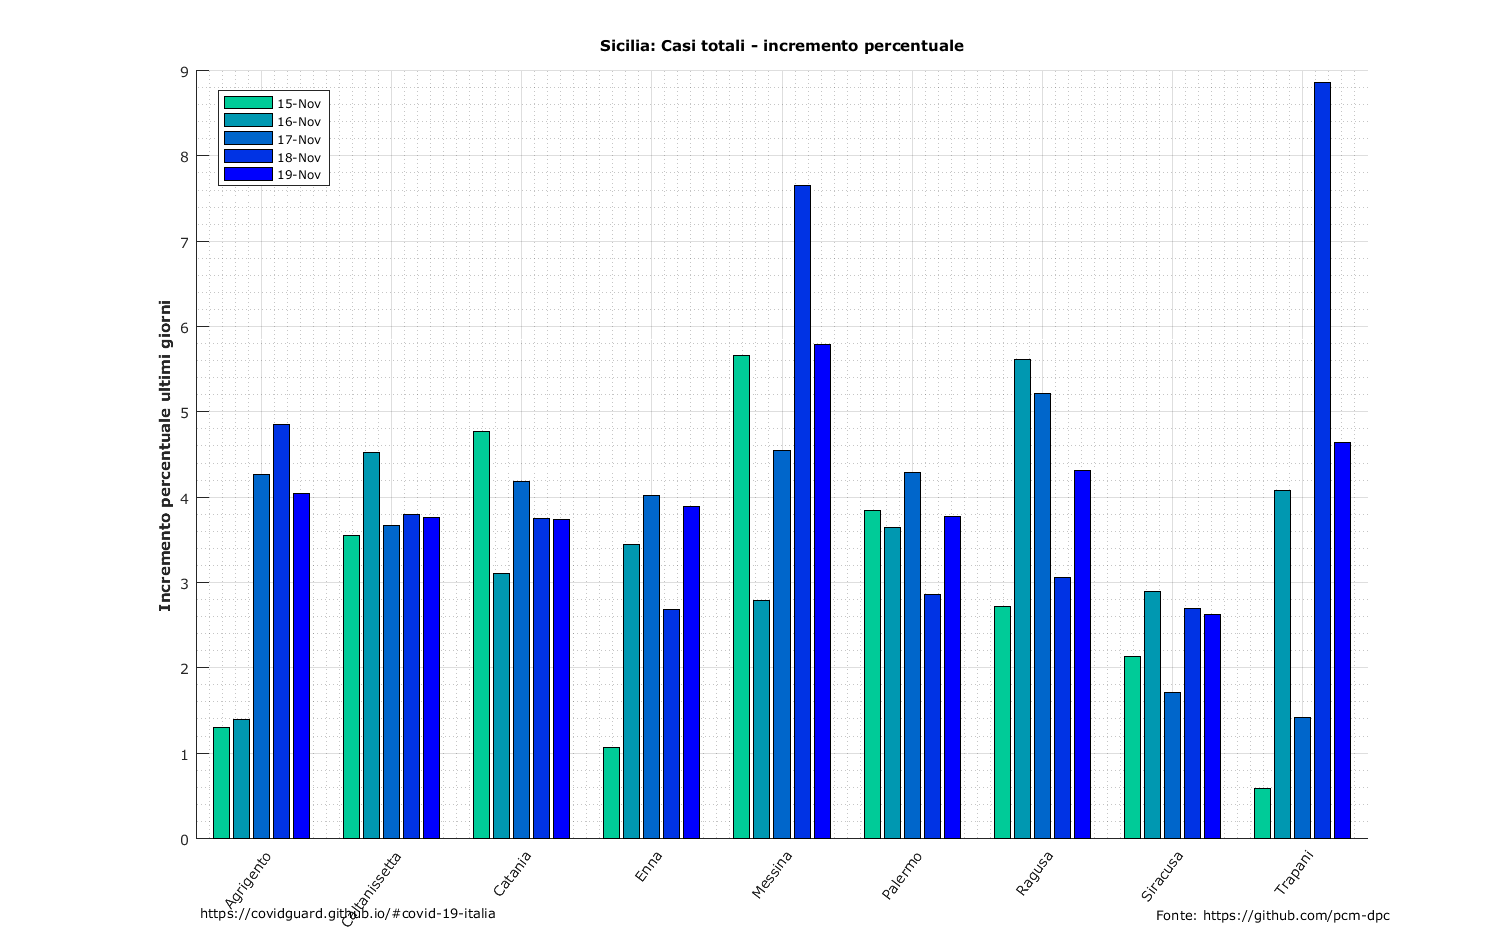 Sicilia: Casi totali - incremento percentuale
Incremento percentuale ultimi giorni
9
8
7
6
5
4
3
2
1
0
15-Nov
16-Nov
17-Nov
18-Nov
19-Nov
Agrigento
Caltanissetta
Catania
Enna
Messina
Palermo
Ragusa
Siracusa
Trapani
https://covidguard.github.io/#covid-19-italia
Fonte: https://github.com/pcm-dpc